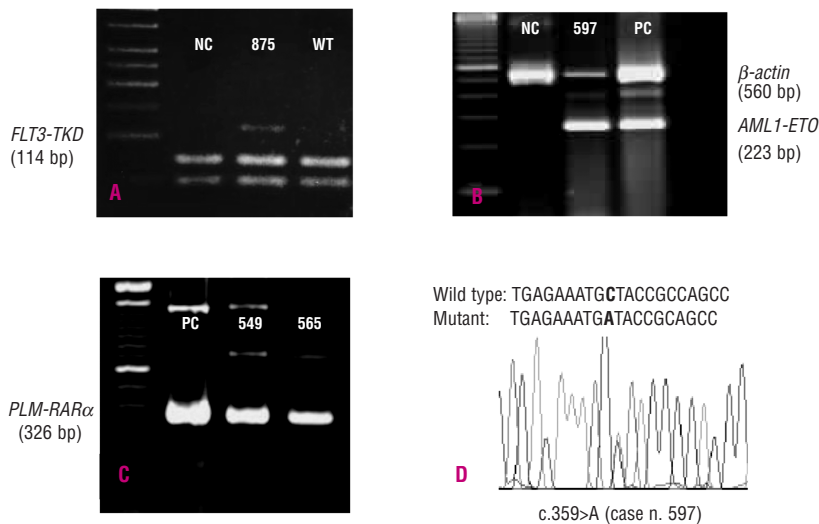 NC 875 WT
FLT3-TKD
(114 bp)
A
NC 597 PC
β-actin
(560 bp)
AML1-ETO
(223 bp)
B
PC 549 565
PLM-RARα
(326 bp)
C
Wild type: TGAGAAATGCTACCGCCAGCC
Mutant: TGAGAAATGATACCGCAGCC
D
c.359>A (case n. 597)